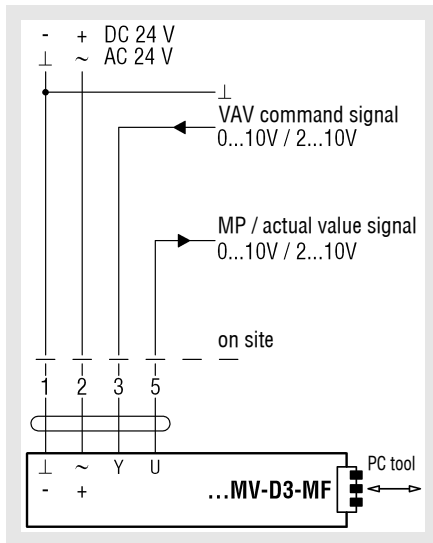 - + DC 24 V
⊥ ~ AC 24 V
⊥
VAV command signal
0...10V / 2...10V
MP / actual value signal
0...10V / 2...10V
on site
1 2 3 5
⊥ ~ Y U
- +
...MV-D3-MF
PC tool